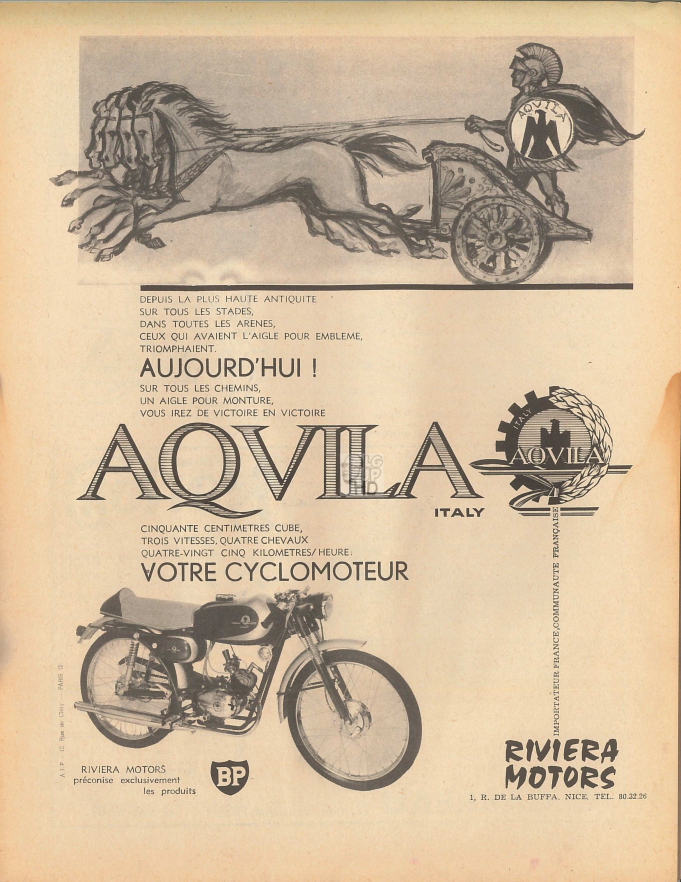 AQVILA
DEPUIS LA PLUS HAUTE ANTIQUITE
SUR TOUS LES STADES,
DANS TOUTES LES ARENES,
CEUX QUI AVAIENT L'AIGLE POUR EMBLEME,
TRIOMPHAIENT.
AUJOURD'HUI !
SUR TOUS LES CHEMINS,
UN AIGLE POUR MONTURE,
VOUS IREZ DE VICTOIRE EN VICTOIRE
AQVILA
ITALY
ITALY
AQVILA
CINQUANTE CENTIMETRES CUBE,
TROIS VITESSES, QUATRE CHEVAUX
QUATRE-VINGT CINQ KILOMETRES/HEURE:
VOTRE CYCLOMOTEUR
IMPORTATEUR FRANCE, COMMUNAUTE FRANÇAISE
RIVIERA
MOTORS
1, R. DE LA BUFFA. NICE, TEL. 80.32.26
RIVIERA MOTORS
préconise exclusivement
les produits
BP
A.I.P. - Rue de Cléry - PARIS